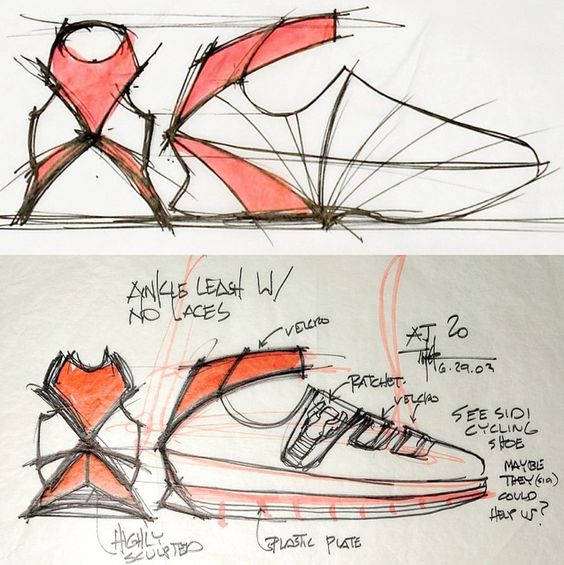 ANKLE LEASH W/
NO LACES
VELCRO
AJ 20
6.29.03
RATCHET
VELCRO
SEE SIDI
CYCLING
SHOE
MAYBE
THEY (SIDI)
COULD
HELP US?
HIGHLY
SCULPTED
PLASTIC PLATE